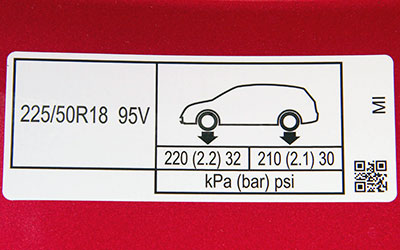 225/50R18 95V
220 (2.2) 32 210 (2.1) 30
kPa (bar) psi
MI